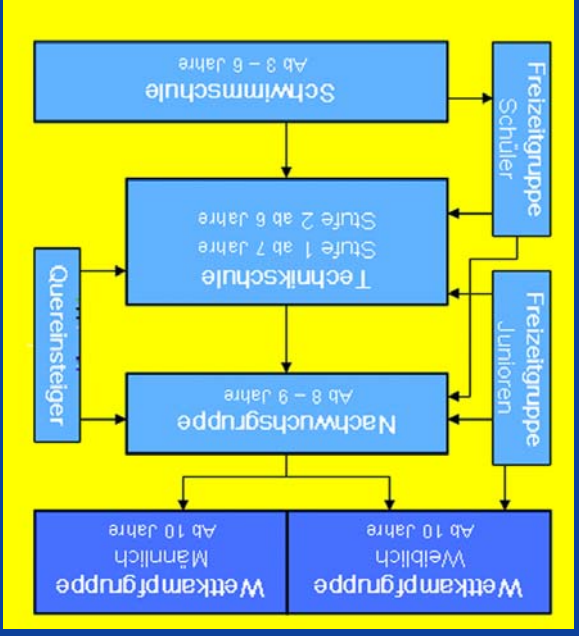 Wettkampfgruppe
Weiblich
Ab 10 Jahre
Wettkampfgruppe
Männlich
Ab 10 Jahre
Freizeitgruppe
Junioren
Nachwuchsgruppe
Ab 8 – 9 Jahre
Quereinsteiger
Technikschule
Stufe 1 ab 7 Jahre
Stufe 2 ab 6 Jahre
Freizeitgruppe
Schüler
Schwimmschule
Ab 3 – 6 Jahre